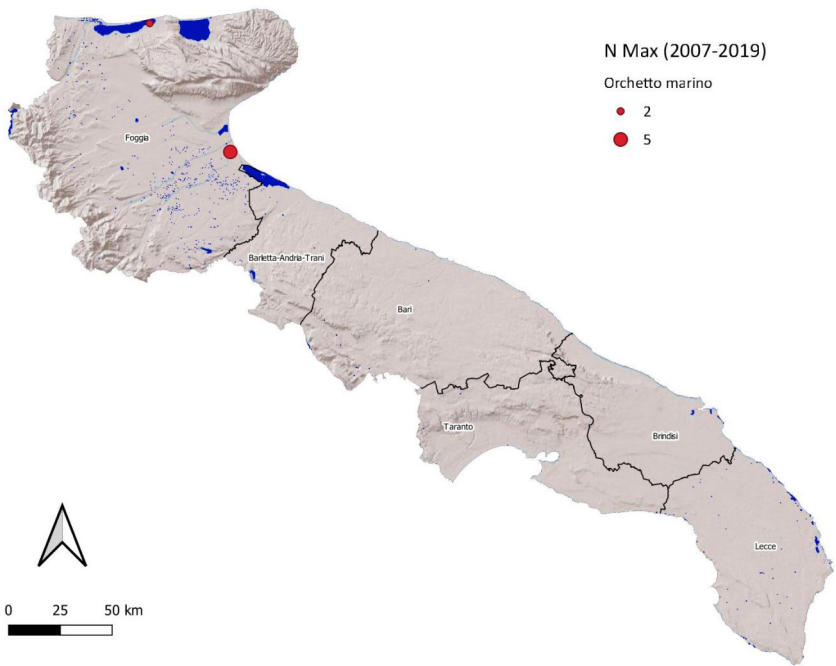 N Max (2007-2019)
Orchetto marino
2
5
Foggia
Barletta-Andria-Trani
Bari
Taranto
Brindisi
Lecce
0 25 50 km